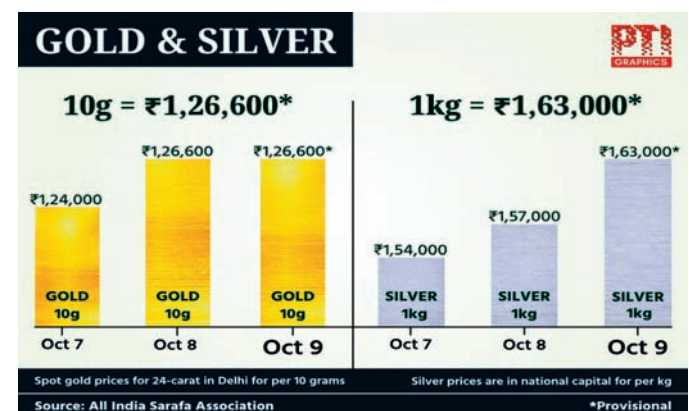 GOLD & SILVER
PTI
GRAPHICS
10g = ₹1,26,600*
₹1,24,000
₹1,26,600
₹1,26,600*
GOLD
10g
GOLD
10g
GOLD
10g
Oct 7
Oct 8
Oct 9
1kg = ₹1,63,000*
₹1,54,000
₹1,57,000
₹1,63,000*
SILVER
1kg
SILVER
1kg
SILVER
1kg
Oct 7
Oct 8
Oct 9
Spot gold prices for 24-carat in Delhi for per 10 grams
Silver prices are in national capital for per kg
Source: All India Sarafa Association
*Provisional